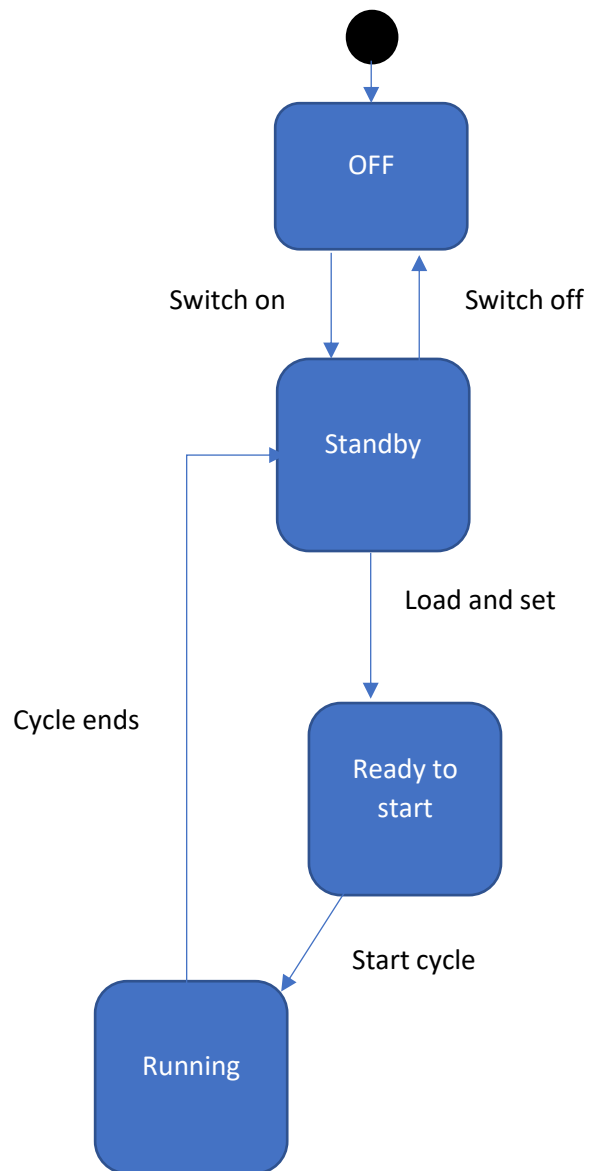 OFF
Switch on
Switch off
Standby
Load and set
Cycle ends
Ready to
start
Start cycle
Running